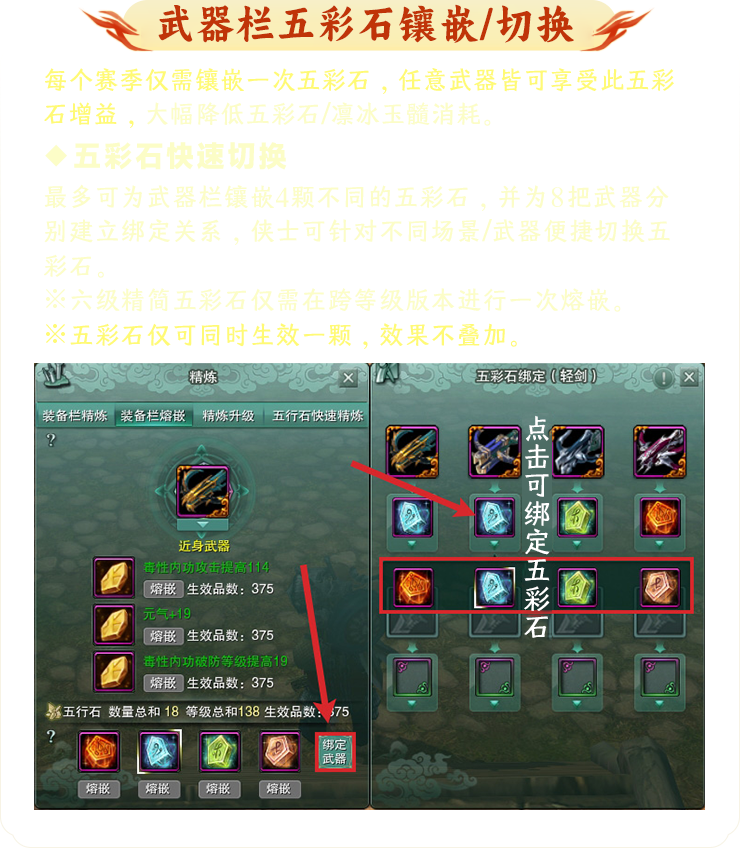 武器栏五彩石镶嵌/切换
每个赛季仅需镶嵌一次五彩石，任意武器皆可享受此五彩
石增益，大幅降低五彩石/凛冰玉髓消耗。
◆五彩石快速切换
最多可为武器栏镶嵌4颗不同的五彩石，并为8把武器分
别建立绑定关系，侠士可针对不同场景/武器便捷切换五
彩石。
※六级精简五彩石仅需在跨等级版本进行一次熔嵌。
※五彩石仅可同时生效一颗，效果不叠加。
精炼
装备栏精炼 装备栏熔嵌 精炼升级 五行石快速精炼
?
近身武器
毒性内功攻击提高114
熔嵌 生效品数：375
元气+19
熔嵌 生效品数：375
毒性内功破防等级提高19
熔嵌 生效品数：375
五行石 数量总和 18 等级总和138 生效品数：375
?
绑定
武器
熔嵌 熔嵌 熔嵌 熔嵌
五彩石绑定（轻剑）
点击可绑定五彩石